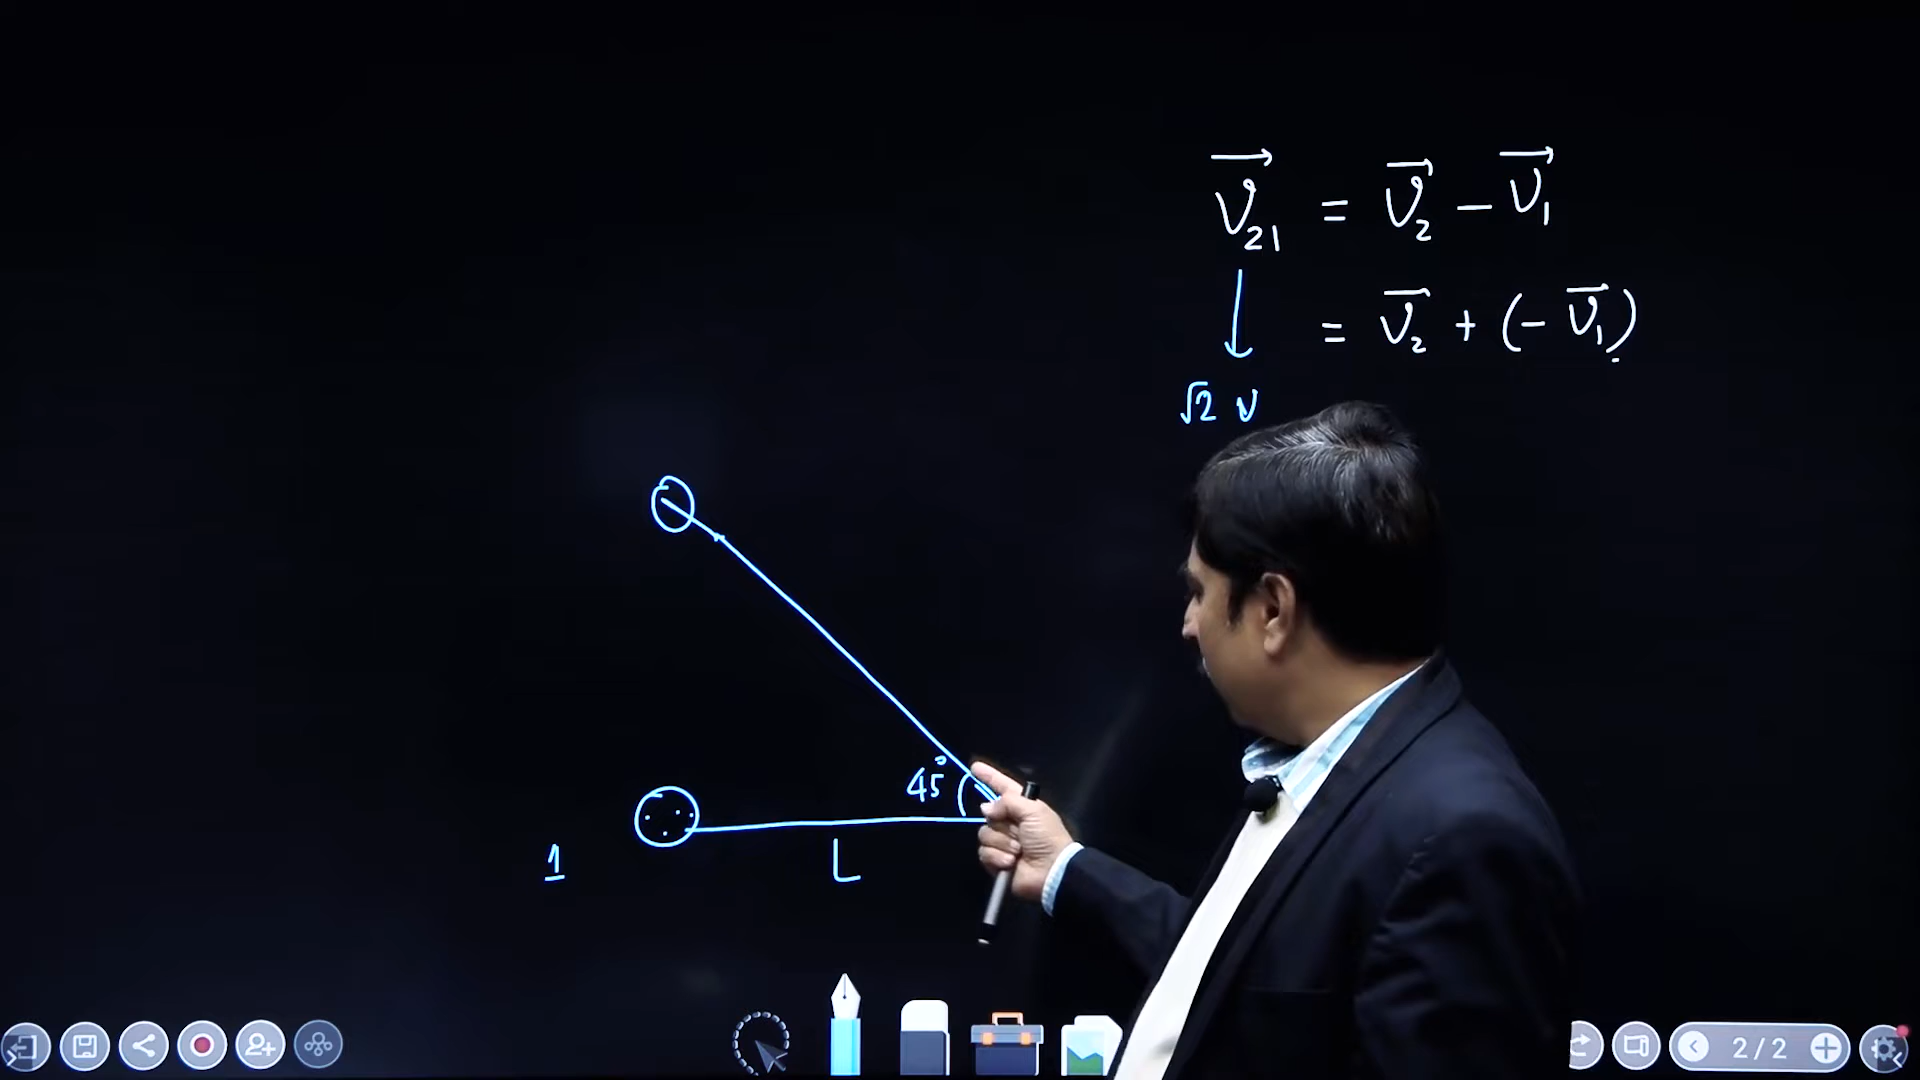 v⃗₂₁ = v⃗₂ − v⃗₁
= v⃗₂ + (− v⃗₁)
√2 v
45°
1
L
2/2